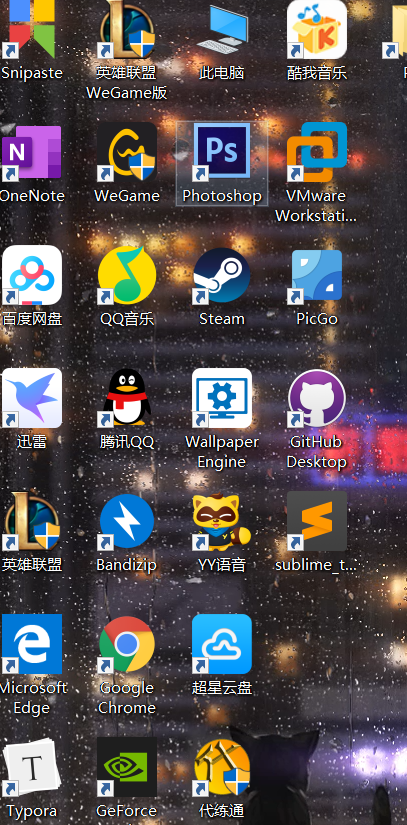 Snipaste
英雄联盟
WeGame版
此电脑
酷我音乐
OneNote
WeGame
Photoshop
VMware
Workstati...
百度网盘
QQ音乐
Steam
PicGo
迅雷
腾讯QQ
Wallpaper
Engine
GitHub
Desktop
英雄联盟
Bandizip
YY语音
sublime_t...
Microsoft
Edge
Google
Chrome
超星云盘
Typora
GeForce
代练通